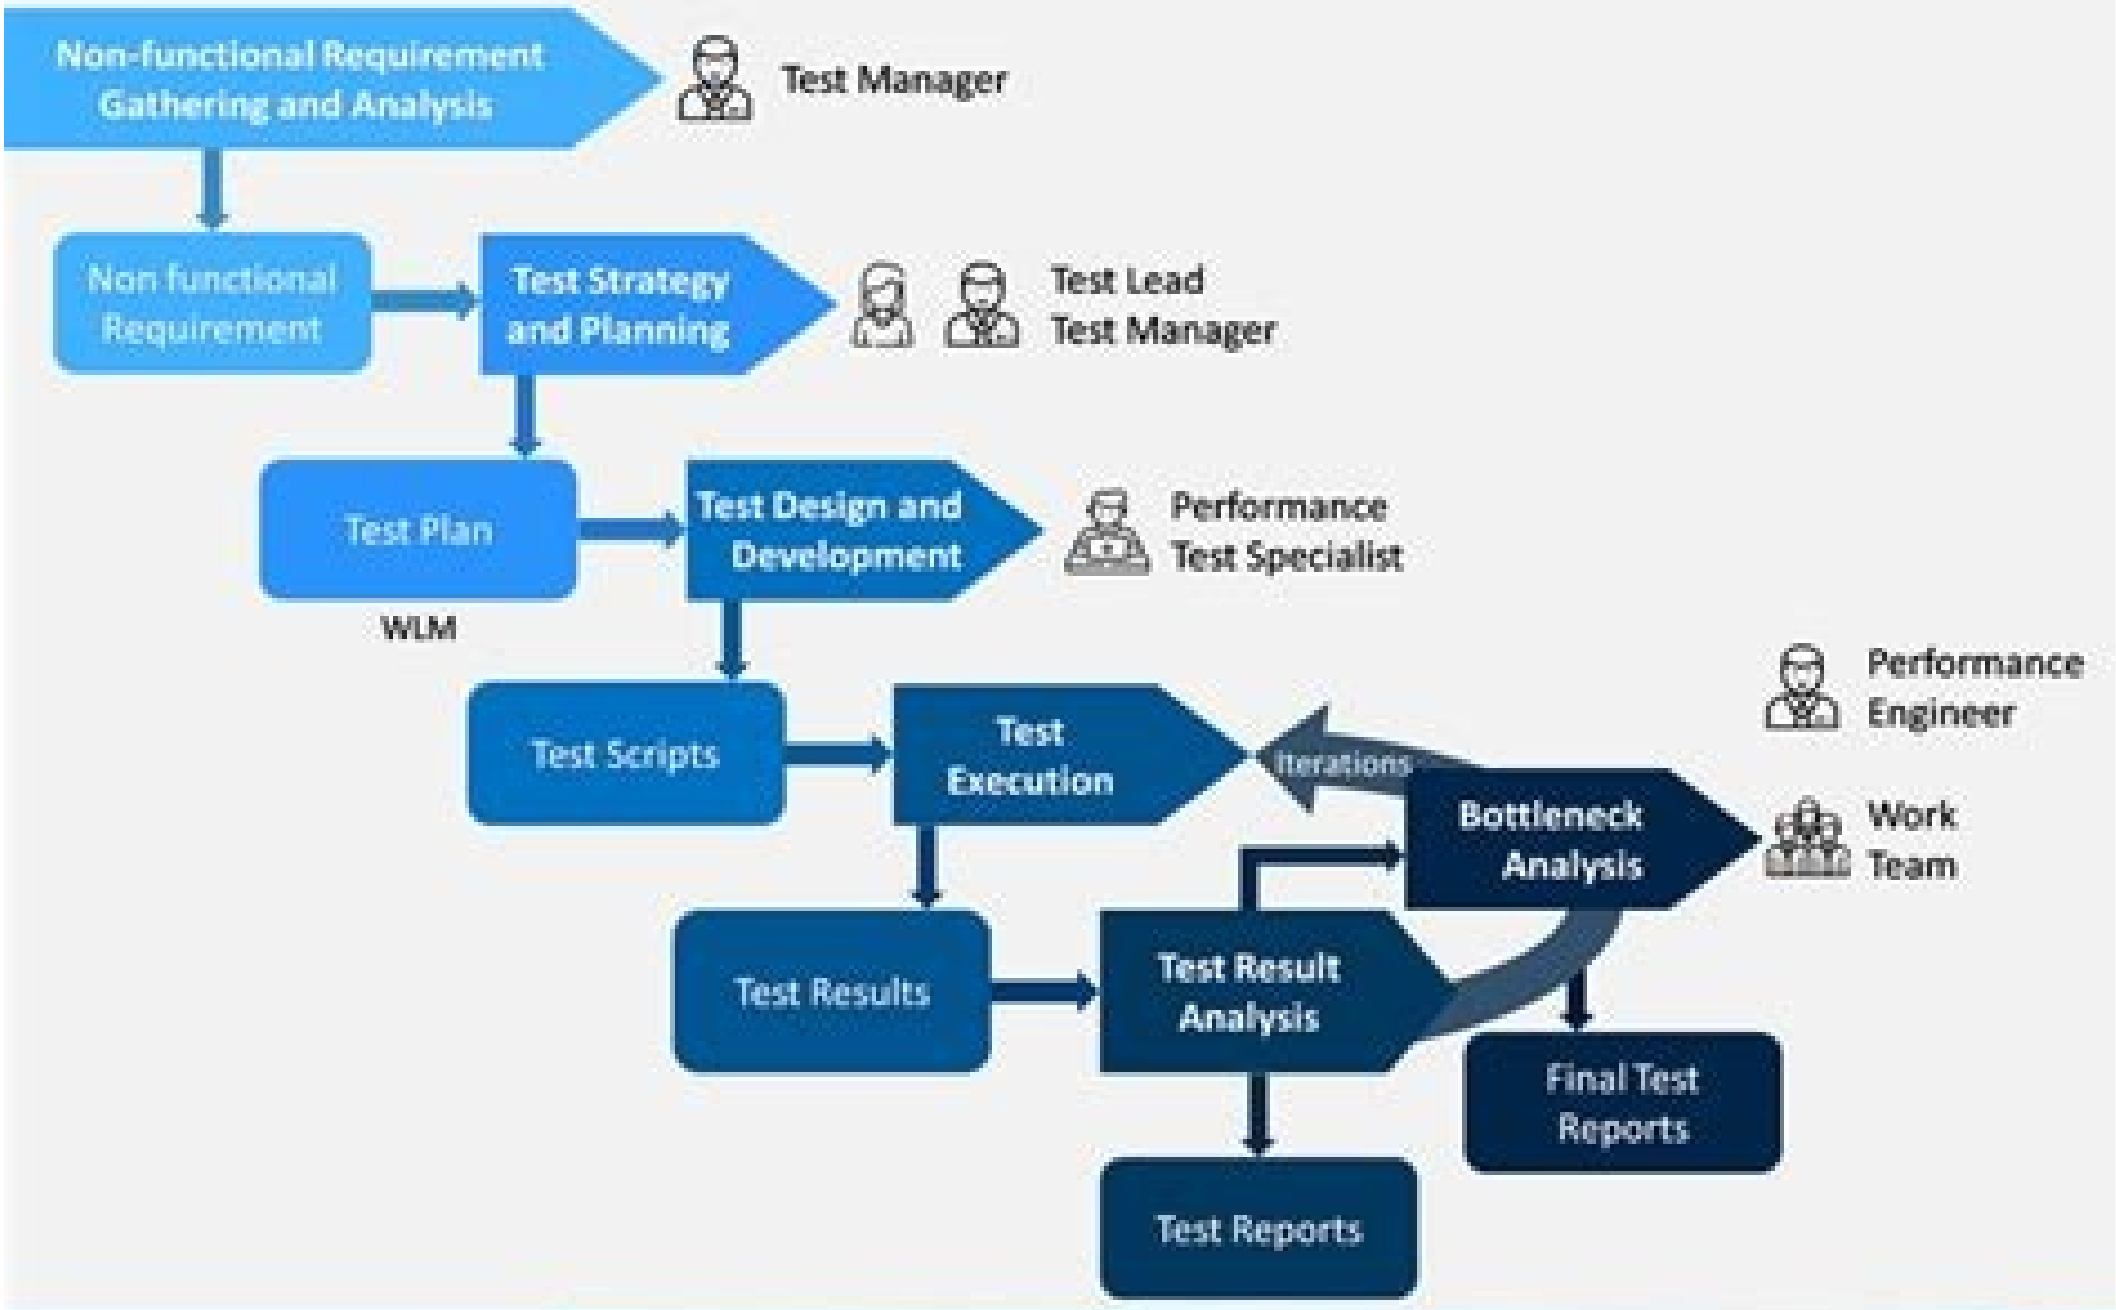 Non-functional Requirement
Gathering and Analysis
Test Manager
Non functional
Requirement
Test Strategy
and Planning
Test Lead
Test Manager
Test Plan
WLM
Test Design and
Development
Performance
Test Specialist
Test Scripts
Test
Execution
Iterations
Performance
Engineer
Bottleneck
Analysis
Work
Team
Test Results
Test Result
Analysis
Final Test
Reports
Test Reports